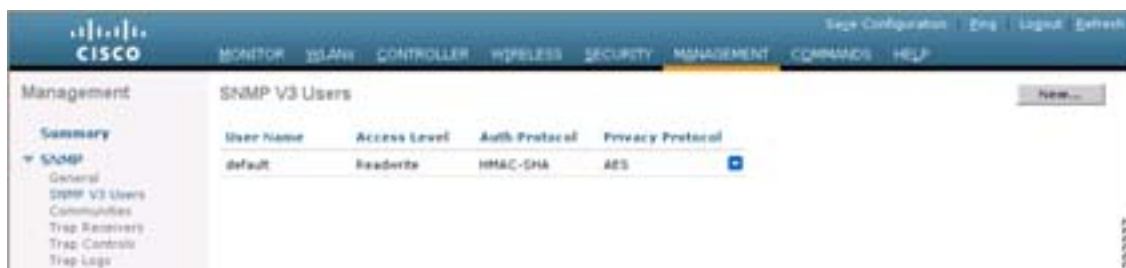 Save Configuration Ping Logout Refresh
CISCO
MONITOR WLANs CONTROLLER WIRELESS SECURITY MANAGEMENT COMMANDS HELP
Management
SNMP V3 Users
New...
Summary
SNMP
General
SNMP V3 Users
Communities
Trap Receivers
Trap Controls
Trap Logs
User Name Access Level Auth Protocol Privacy Protocol
default ReadWrite HMAC-SHA AES